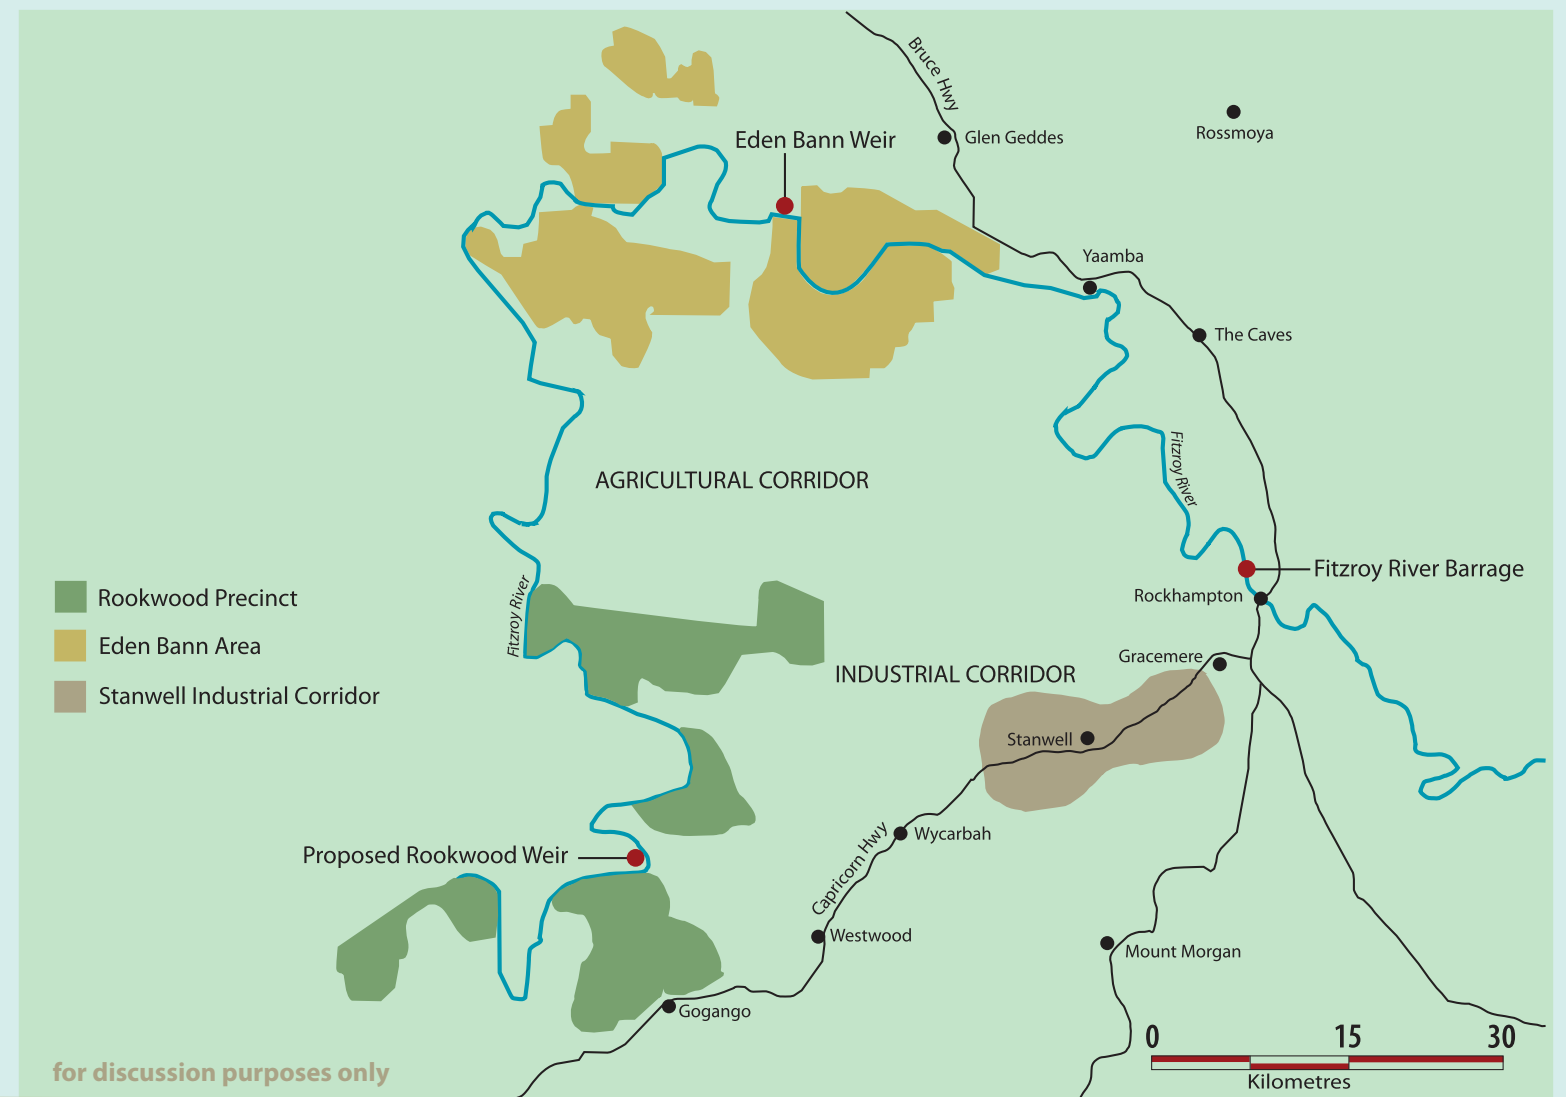 Bruce Hwy
Glen Geddes
Rossmoya
Eden Bann Weir
Yaamba
The Caves
Fitzroy River
AGRICULTURAL CORRIDOR
Fitzroy River Barrage
Rockhampton
Rookwood Precinct
Eden Bann Area
Stanwell Industrial Corridor
Fitzroy River
INDUSTRIAL CORRIDOR
Gracemere
Stanwell
Wycarbah
Capricorn Hwy
Proposed Rookwood Weir
Westwood
Mount Morgan
Gogango
0 15 30
Kilometres
for discussion purposes only